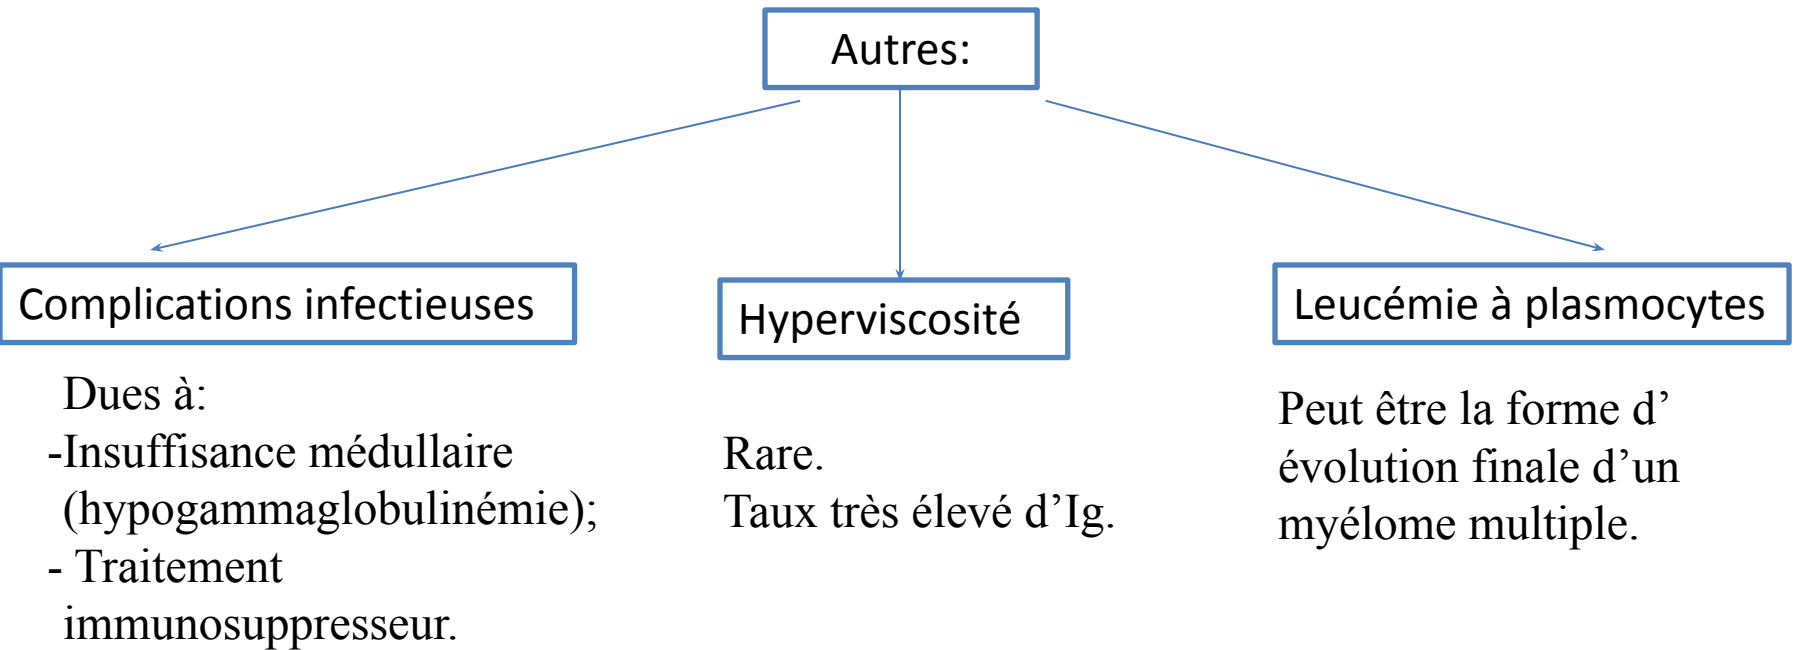 Autres:
Complications infectieuses
Dues à:
-Insuffisance médullaire
(hypogammaglobulinémie);
- Traitement
immunosuppresseur.
Hyperviscosité
Rare.
Taux très élevé d’Ig.
Leucémie à plasmocytes
Peut être la forme d’
évolution finale d’un
myélome multiple.